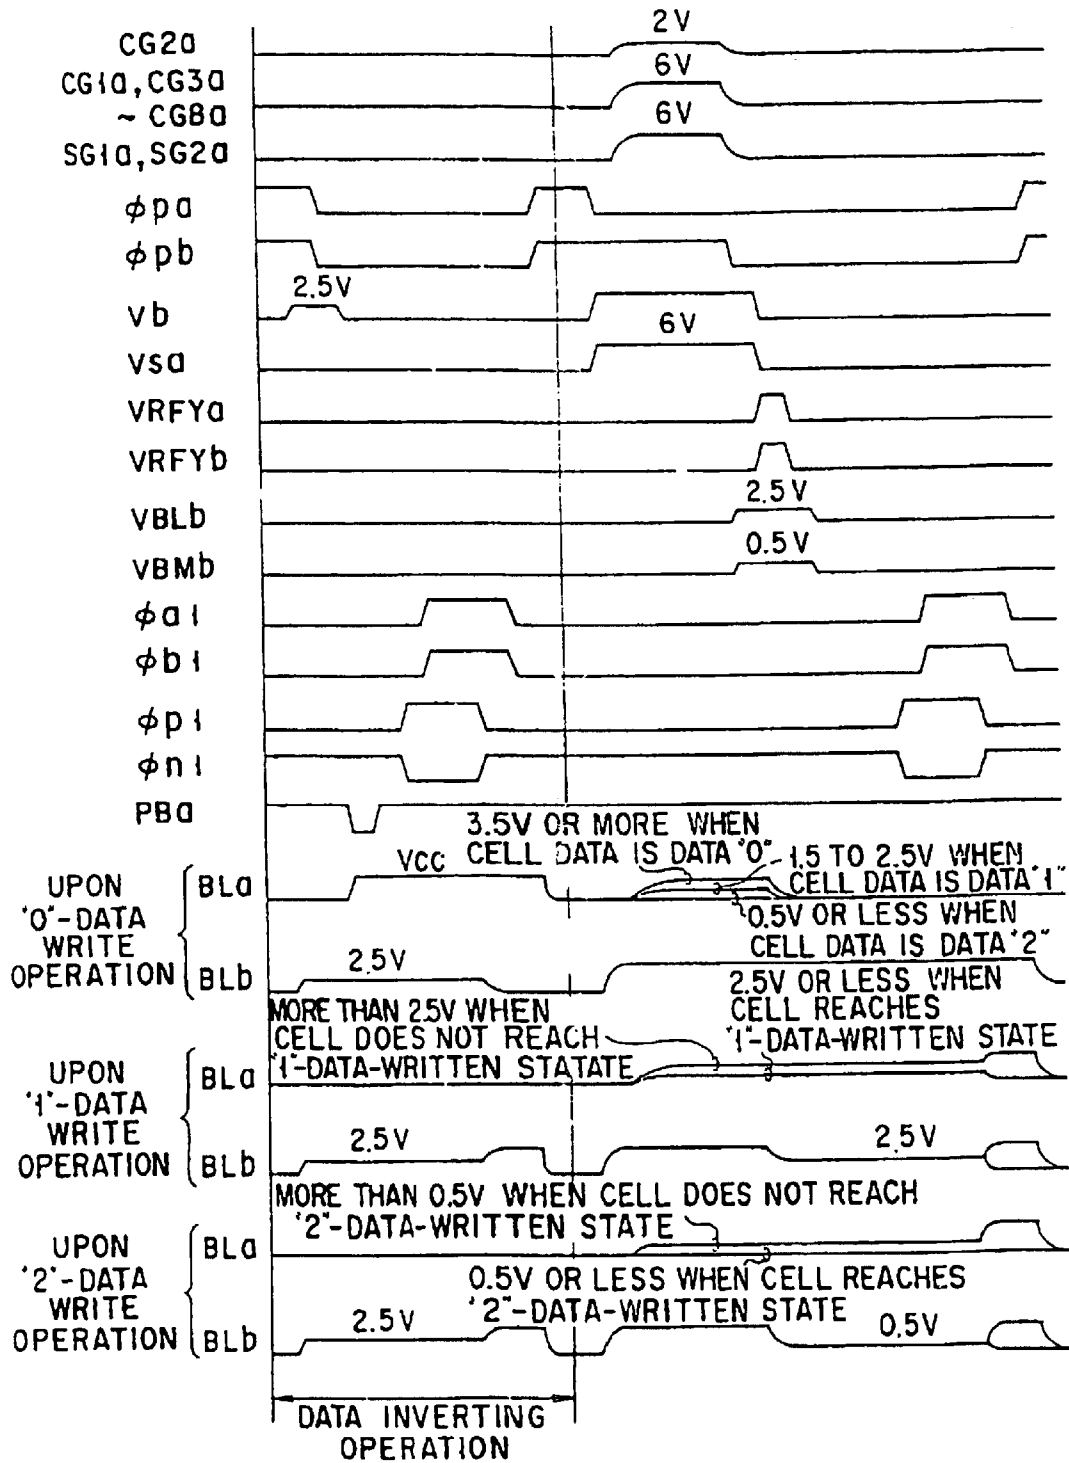 2V
CG2a
6V
CG1a,CG3a
~ CG8a
6V
SG1a,SG2a
φpa
φpb
2.5V
Vb
6V
Vsa
VRFYa
VRFYb
2.5V
VBLb
0.5V
VBMb
φa1
φb1
φp1
φn1
PBa
3.5V OR MORE WHEN
CELL DATA IS DATA "0"
VCC
1.5 TO 2.5V WHEN
CELL DATA IS DATA "1"
0.5V OR LESS WHEN
CELL DATA IS DATA "2"
UPON
"0"-DATA
WRITE
OPERATION
BLa
BLb
2.5V
2.5V OR LESS WHEN
CELL REACHES
"1"-DATA-WRITTEN STATE
MORE THAN 2.5V WHEN
CELL DOES NOT REACH
"1"-DATA-WRITTEN STATATE
UPON
"1"-DATA
WRITE
OPERATION
BLa
BLb
2.5V
2.5V
MORE THAN 0.5V WHEN CELL DOES NOT REACH
"2"-DATA-WRITTEN STATE
UPON
"2"-DATA
WRITE
OPERATION
BLa
BLb
0.5V OR LESS WHEN CELL REACHES
"2"-DATA-WRITTEN STATE
2.5V
0.5V
DATA INVERTING
OPERATION